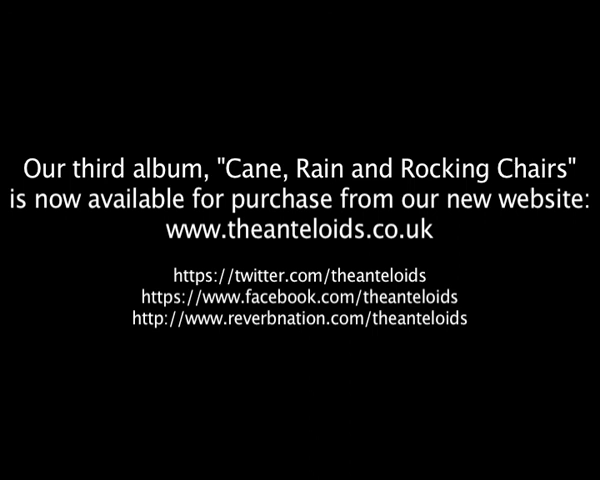 Our third album, "Cane, Rain and Rocking Chairs"
is now available for purchase from our new website:
www.theanteloids.co.uk
https://twitter.com/theanteloids
https://www.facebook.com/theanteloids
http://www.reverbnation.com/theanteloids